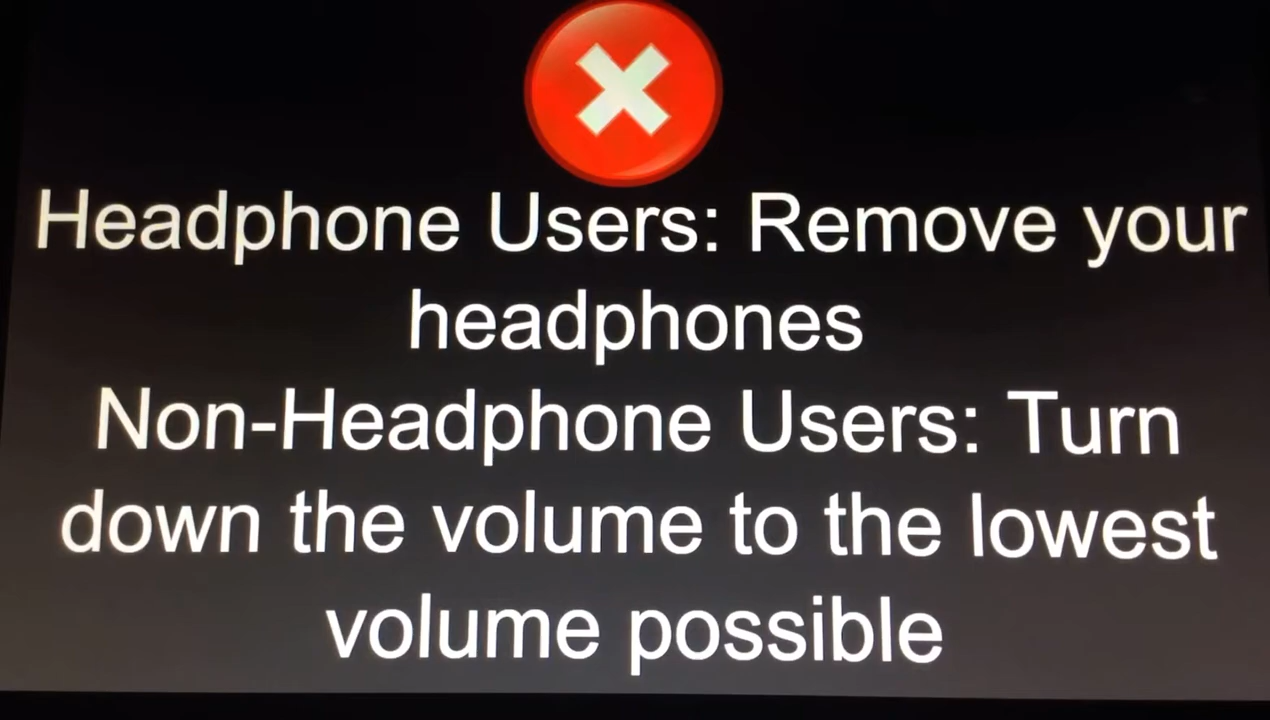 Headphone Users: Remove your
headphones
Non-Headphone Users: Turn
down the volume to the lowest
volume possible